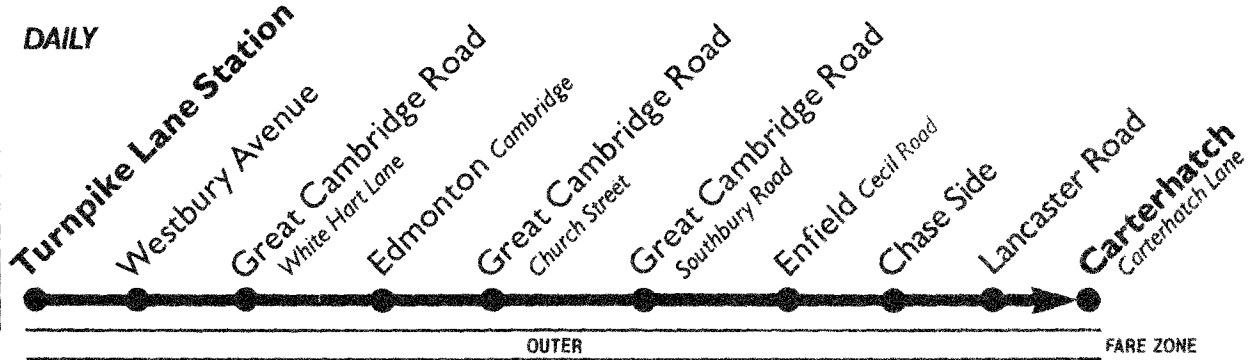 DAILY
Turnpike Lane Station
Westbury Avenue
Great Cambridge Road
White Hart Lane
Edmonton Cambridge
Great Cambridge Road
Church Street
Great Cambridge Road
Southbury Road
Enfield Cecil Road
Chase Side
Lancaster Road
Carterhatch
Carterhatch Lane
OUTER
FARE ZONE